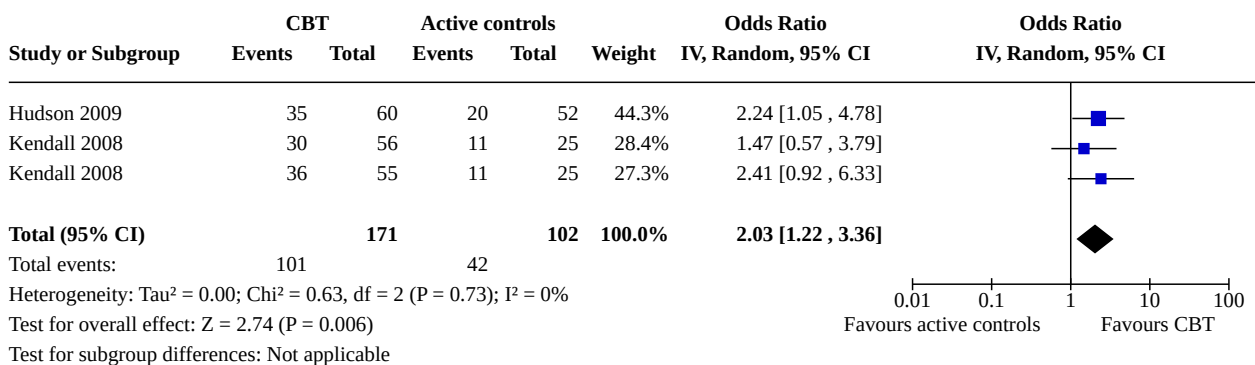 CBT Active controls Odds Ratio Odds Ratio
Study or Subgroup Events Total Events Total Weight IV, Random, 95% CI IV, Random, 95% CI
Hudson 2009 35 60 20 52 44.3% 2.24 [1.05 , 4.78]
Kendall 2008 30 56 11 25 28.4% 1.47 [0.57 , 3.79]
Kendall 2008 36 55 11 25 27.3% 2.41 [0.92 , 6.33]
Total (95% CI) 171 102 100.0% 2.03 [1.22 , 3.36]
Total events: 101 42
Heterogeneity: Tau² = 0.00; Chi² = 0.63, df = 2 (P = 0.73); I² = 0%
0.01 0.1 1 10 100
Test for overall effect: Z = 2.74 (P = 0.006)
Favours active controls Favours CBT
Test for subgroup differences: Not applicable